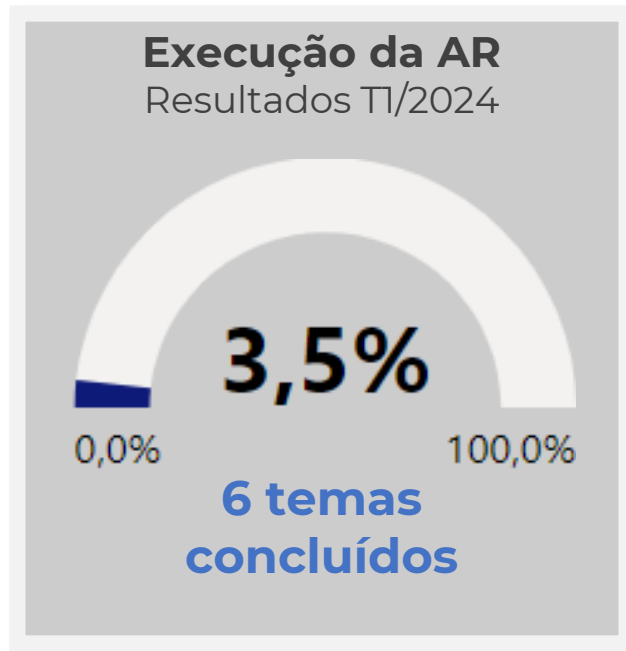 Execução da AR
Resultados T1/2024
3,5%
0,0%
100,0%
6 temas
concluídos